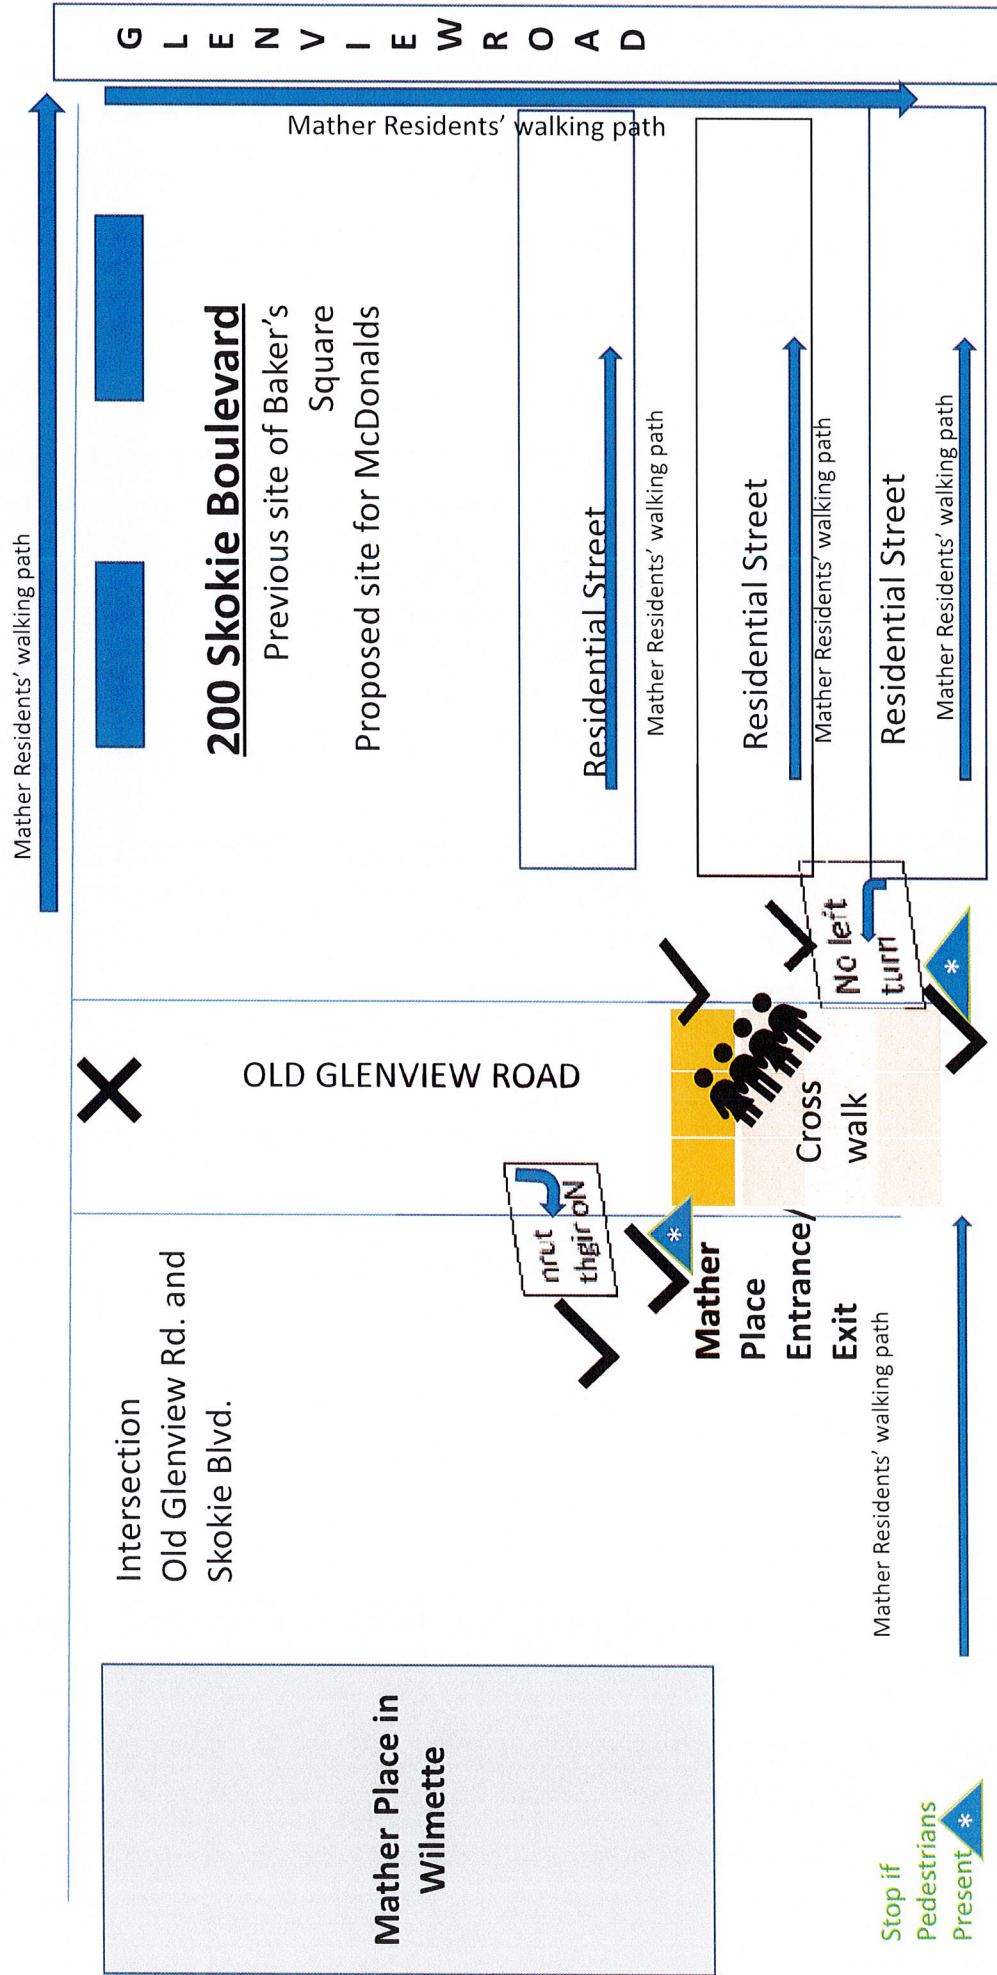 Mather Residents' walking path
G L E N V I E W R O A D
Mather Residents' walking path
200 Skokie Boulevard
Previous site of Baker's
Square
Proposed site for McDonalds
Residential Street
Mather Residents' walking path
Residential Street
Mather Residents' walking path
Residential Street
Mather Residents' walking path
OLD GLENVIEW ROAD
No left
turn
*
Cross
walk
Intersection
Old Glenview Rd. and
Skokie Blvd.
No right
turn
*
Mather
Place
Entrance/
Exit
Mather Residents' walking path
Mather Place in
Wilmette
Stop if
Pedestrians
Present
*